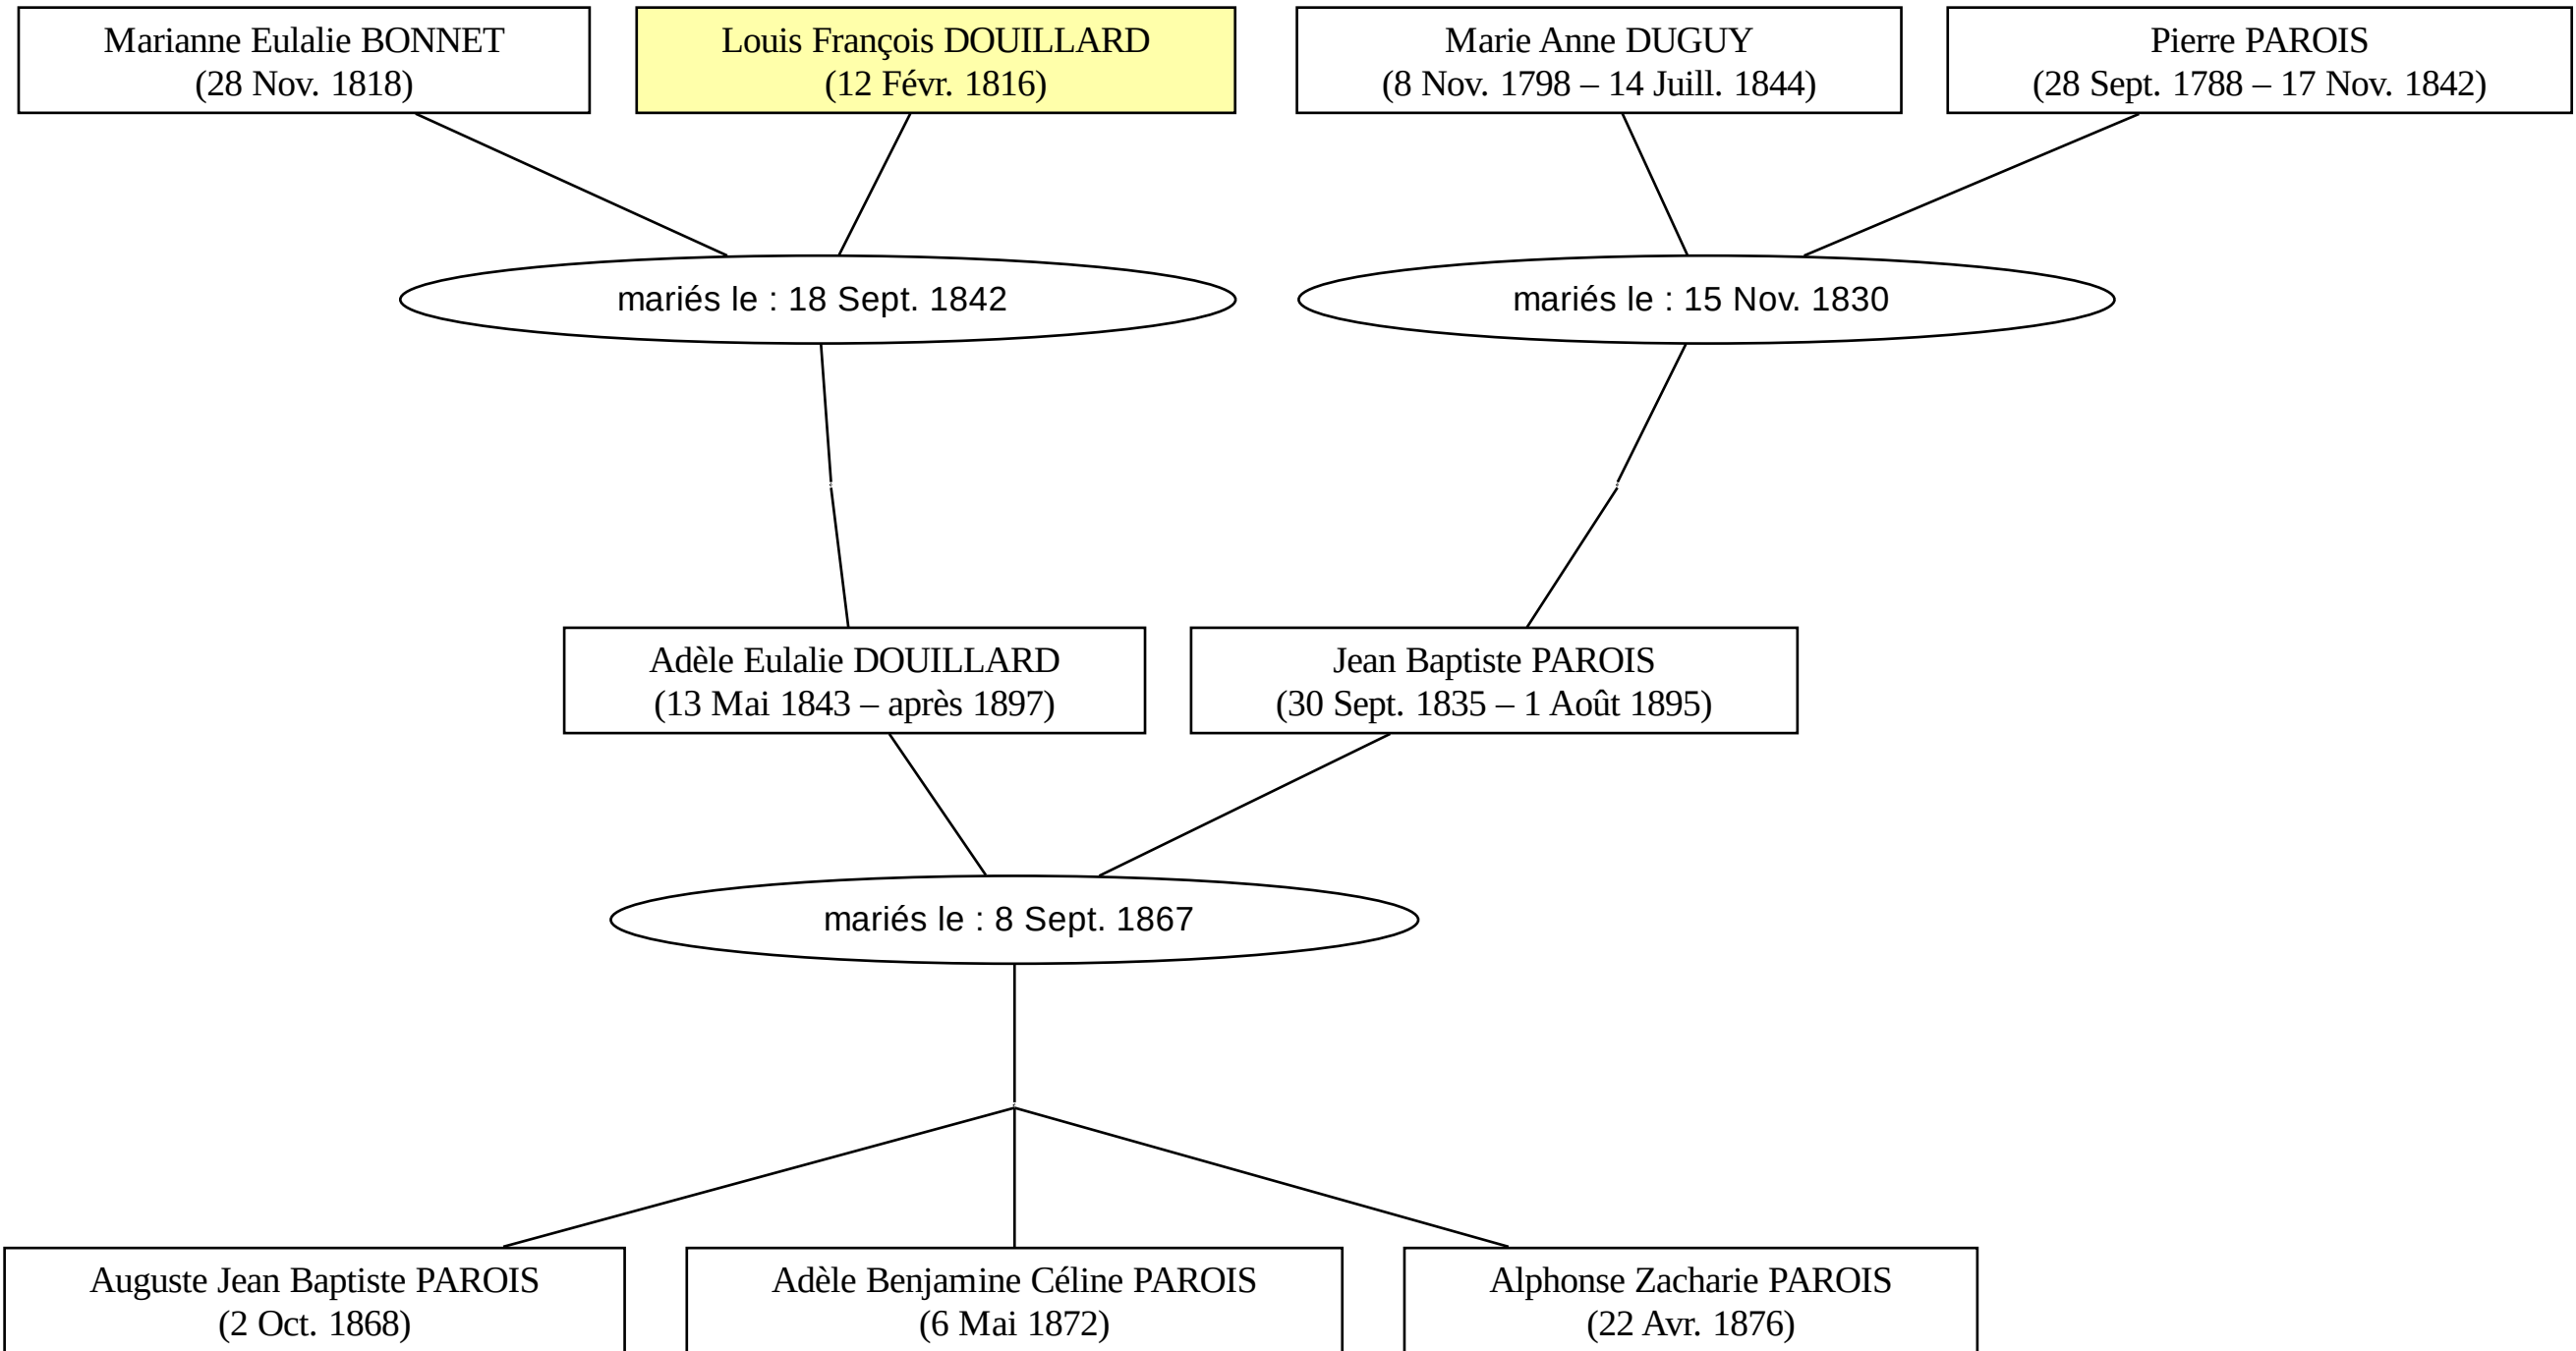 Marianne Eulalie BONNET
(28 Nov. 1818)
Louis François DOUILLARD
(12 Févr. 1816)
Marie Anne DUGUY
(8 Nov. 1798 – 14 Juill. 1844)
Pierre PAROIS
(28 Sept. 1788 – 17 Nov. 1842)
mariés le : 18 Sept. 1842
mariés le : 15 Nov. 1830
Adèle Eulalie DOUILLARD
(13 Mai 1843 – après 1897)
Jean Baptiste PAROIS
(30 Sept. 1835 – 1 Août 1895)
mariés le : 8 Sept. 1867
Auguste Jean Baptiste PAROIS
(2 Oct. 1868)
Adèle Benjamine Céline PAROIS
(6 Mai 1872)
Alphonse Zacharie PAROIS
(22 Avr. 1876)